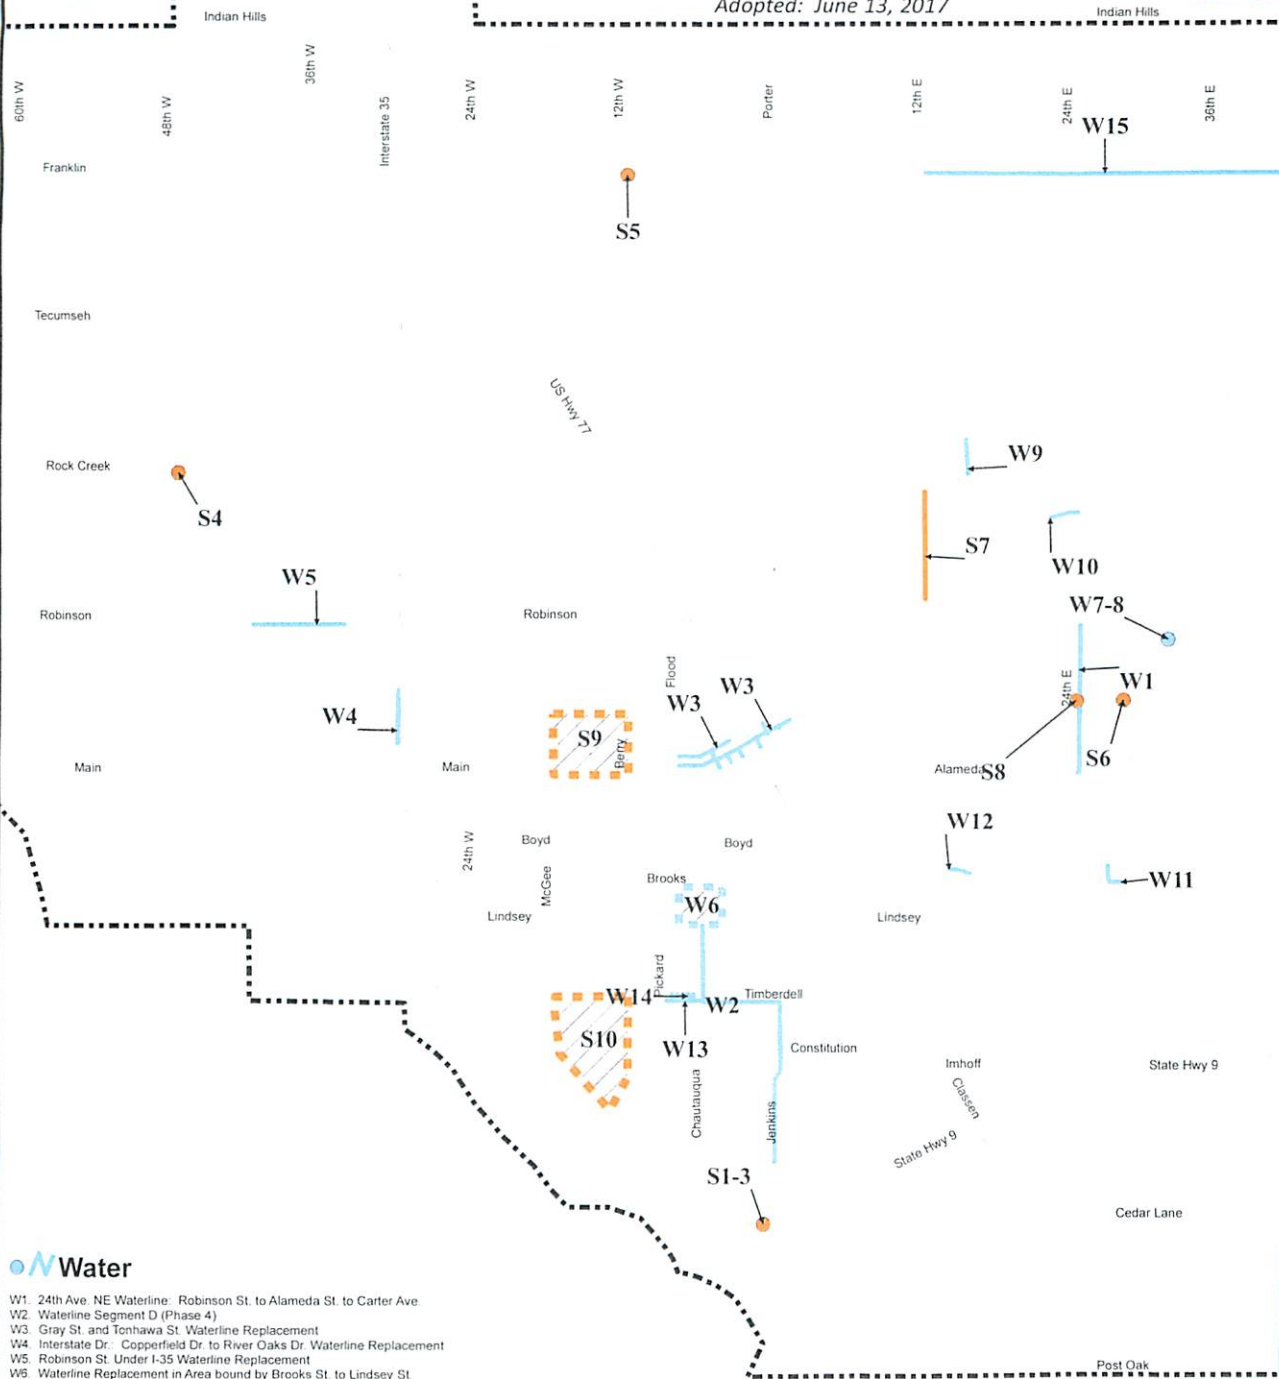 Adopted: June 13, 2017
Indian Hills
Indian Hills
60th W
48th W
36th W
Interstate 35
24th W
12th W
Porter
12th E
24th E
36th E
W15
Franklin
S5
Tecumseh
US Hwy 77
Rock Creek
S4
W9
S7
W10
W5
W7-8
Robinson
Robinson
Flood
W3
W3
24th E
W1
W4
S9
Berry
S6
Main
Main
Alameda
S8
W12
24th W
Boyd
Boyd
McGee
Brooks
W11
W6
Lindsey
Lindsey
Pickard
W14
W2
Timberdell
S10
W13
Constitution
Imhoff
State Hwy 9
Chautauqua
Jenkins
Classen
State Hwy 9
S1-3
Cedar Lane
Water
W1. 24th Ave. NE Waterline: Robinson St. to Alameda St. to Carter Ave.
W2. Waterline Segment D (Phase 4)
W3. Gray St. and Tonhawa St. Waterline Replacement
W4. Interstate Dr.: Copperfield Dr. to River Oaks Dr. Waterline Replacement
W5. Robinson St. Under I-35 Waterline Replacement
W6. Waterline Replacement in Area bound by Brooks St. to Lindsey St.
Post Oak